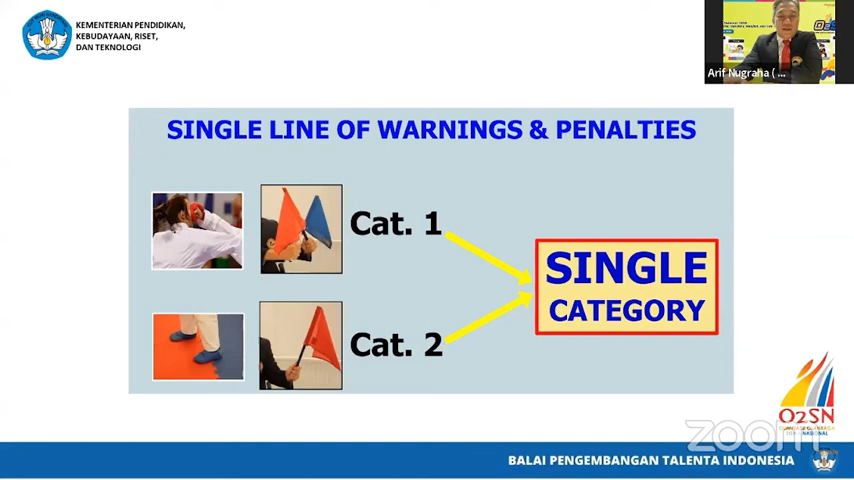 KEMENTERIAN PENDIDIKAN,
KEBUDAYAAN, RISET,
DAN TEKNOLOGI
Arif Nugraha ( ...
SINGLE LINE OF WARNINGS & PENALTIES
Cat. 1
SINGLE
CATEGORY
Cat. 2
O2SN
zoom
BALAI PENGEMBANGAN TALENTA INDONESIA